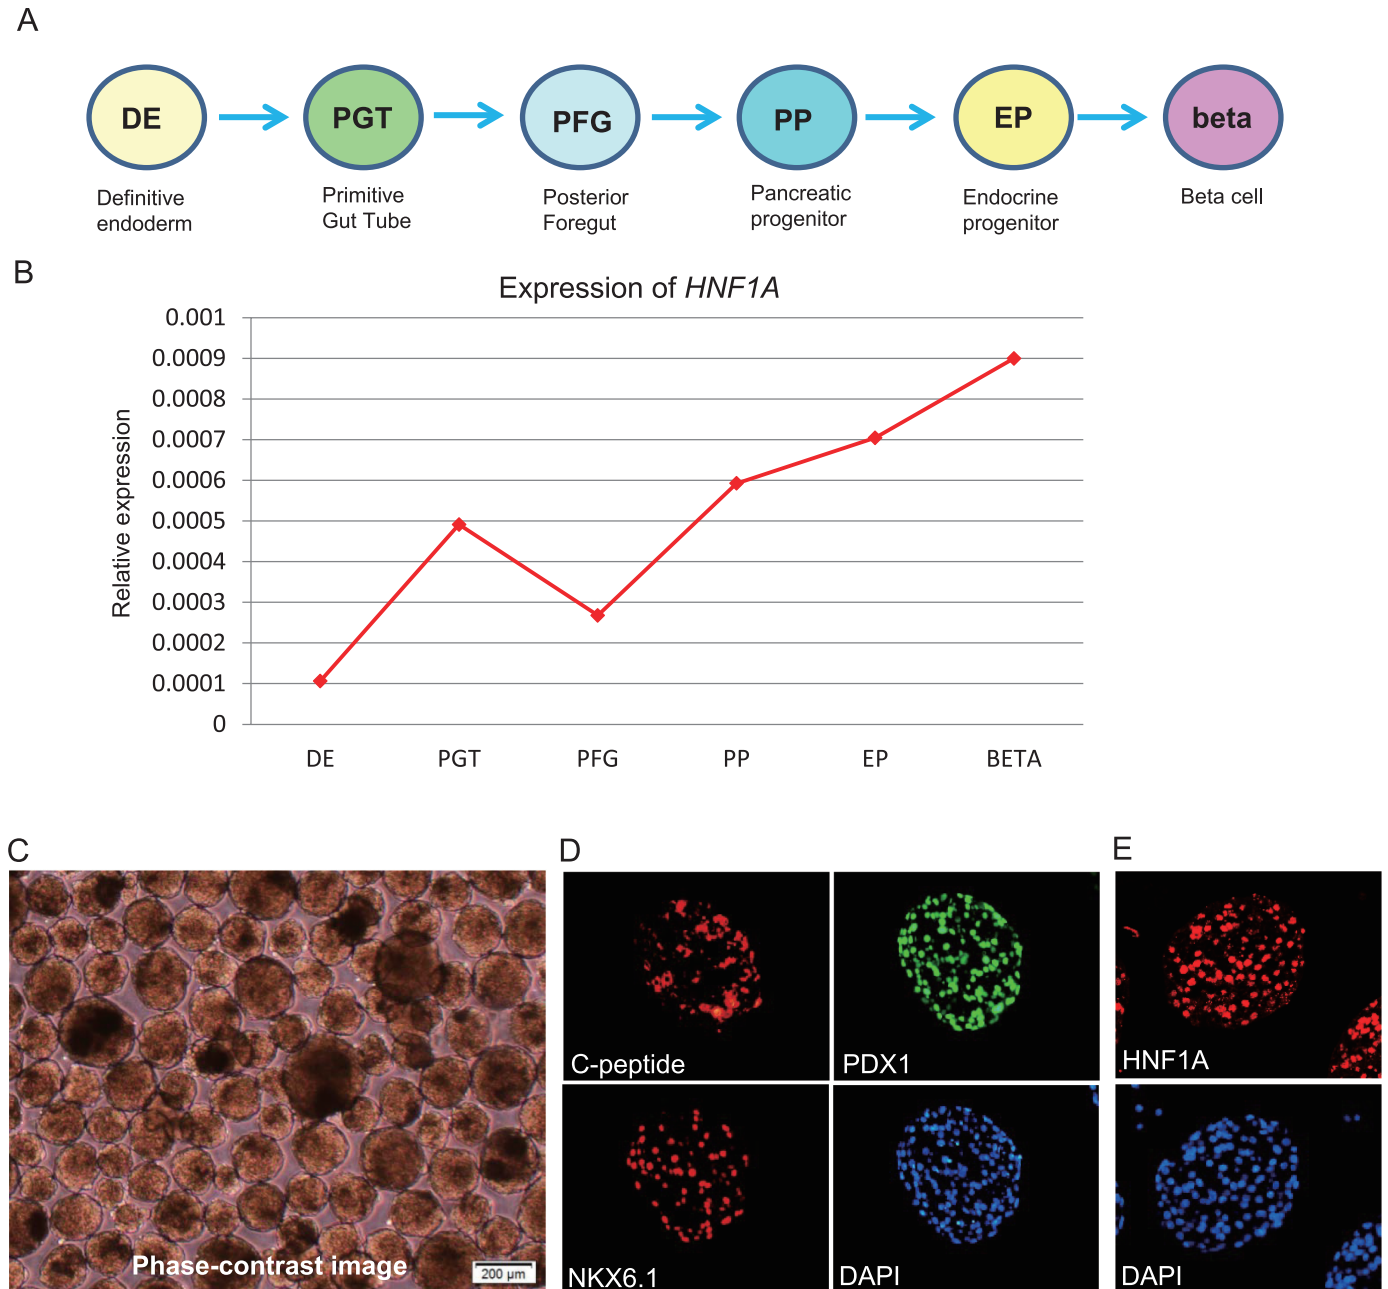 A
DE
PGT
PFG
PP
EP
beta
Definitive
endoderm
Primitive
Gut Tube
Posterior
Foregut
Pancreatic
progenitor
Endocrine
progenitor
Beta cell
B
Expression of HNF1A
0.001
0.0009
0.0008
0.0007
0.0006
0.0005
0.0004
0.0003
0.0002
0.0001
0
Relative expression
DE
PGT
PFG
PP
EP
BETA
C
Phase-contrast image
200 µm
D
C-peptide
PDX1
NKX6.1
DAPI
E
HNF1A
DAPI